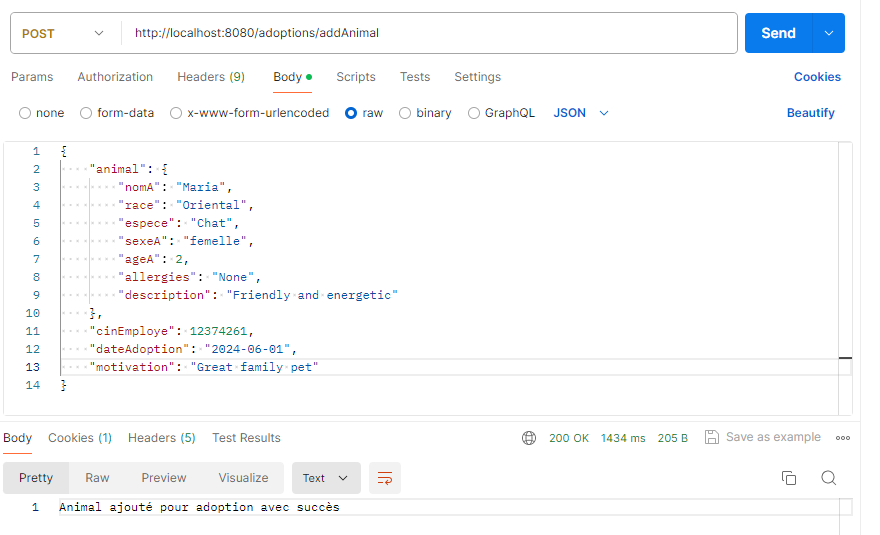 POST http://localhost:8080/adoptions/addAnimal Send
Params Authorization Headers (9) Body Scripts Tests Settings Cookies
none form-data x-www-form-urlencoded raw binary GraphQL JSON Beautify
1 {
2 "animal": {
3 "nomA": "Maria",
4 "race": "Oriental",
5 "espece": "Chat",
6 "sexeA": "femelle",
7 "ageA": 2,
8 "allergies": "None",
9 "description": "Friendly and energetic"
10 },
11 "cinEmploye": 12374261,
12 "dateAdoption": "2024-06-01",
13 "motivation": "Great family pet"
14 }
Body Cookies (1) Headers (5) Test Results 200 OK 1434 ms 205 B Save as example
Pretty Raw Preview Visualize Text
1 Animal ajouté pour adoption avec succès